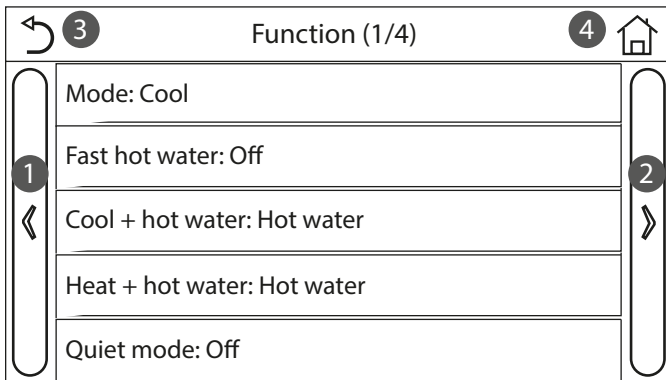 3 Function (1/4) 4
Mode: Cool
Fast hot water: Off
1 2
Cool + hot water: Hot water
Heat + hot water: Hot water
Quiet mode: Off